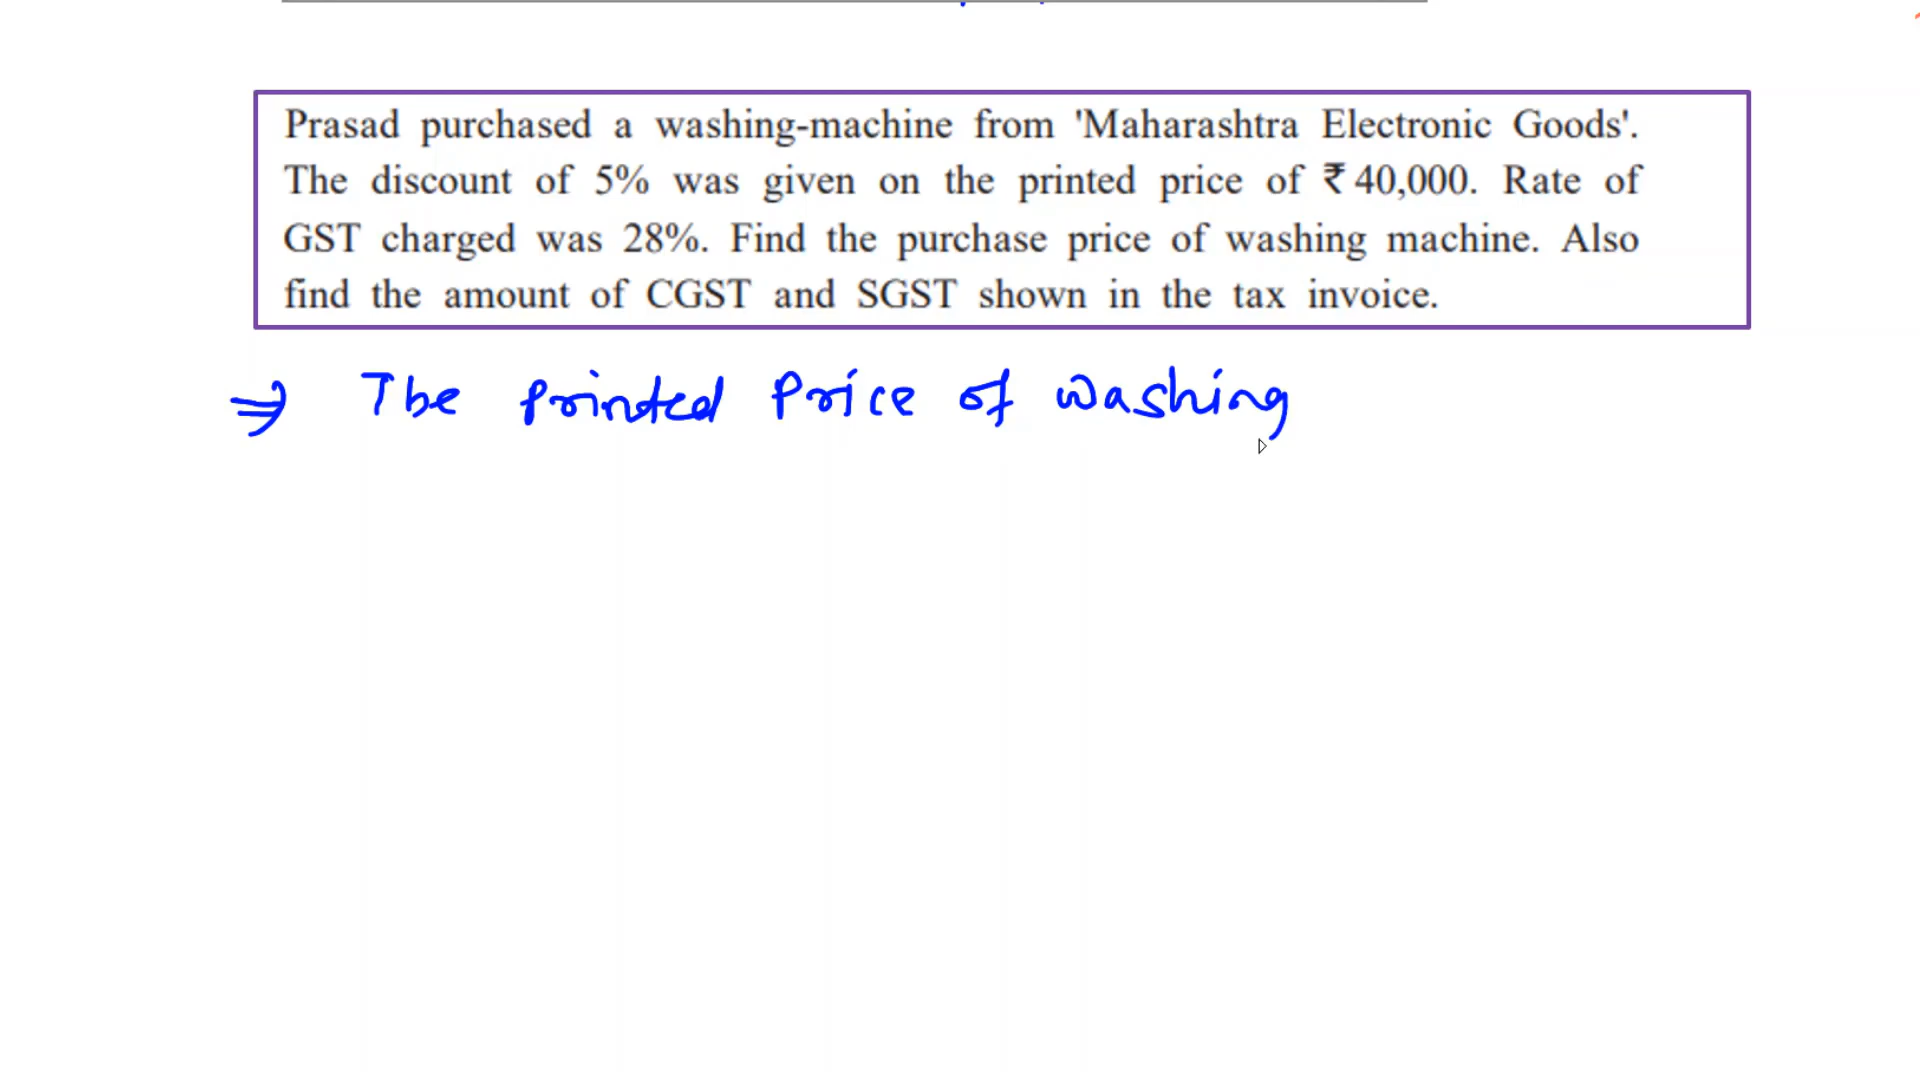 Prasad purchased a washing-machine from 'Maharashtra Electronic Goods'.
The discount of 5% was given on the printed price of ₹ 40,000. Rate of
GST charged was 28%. Find the purchase price of washing machine. Also
find the amount of CGST and SGST shown in the tax invoice.
⇒ The printed Price of washing